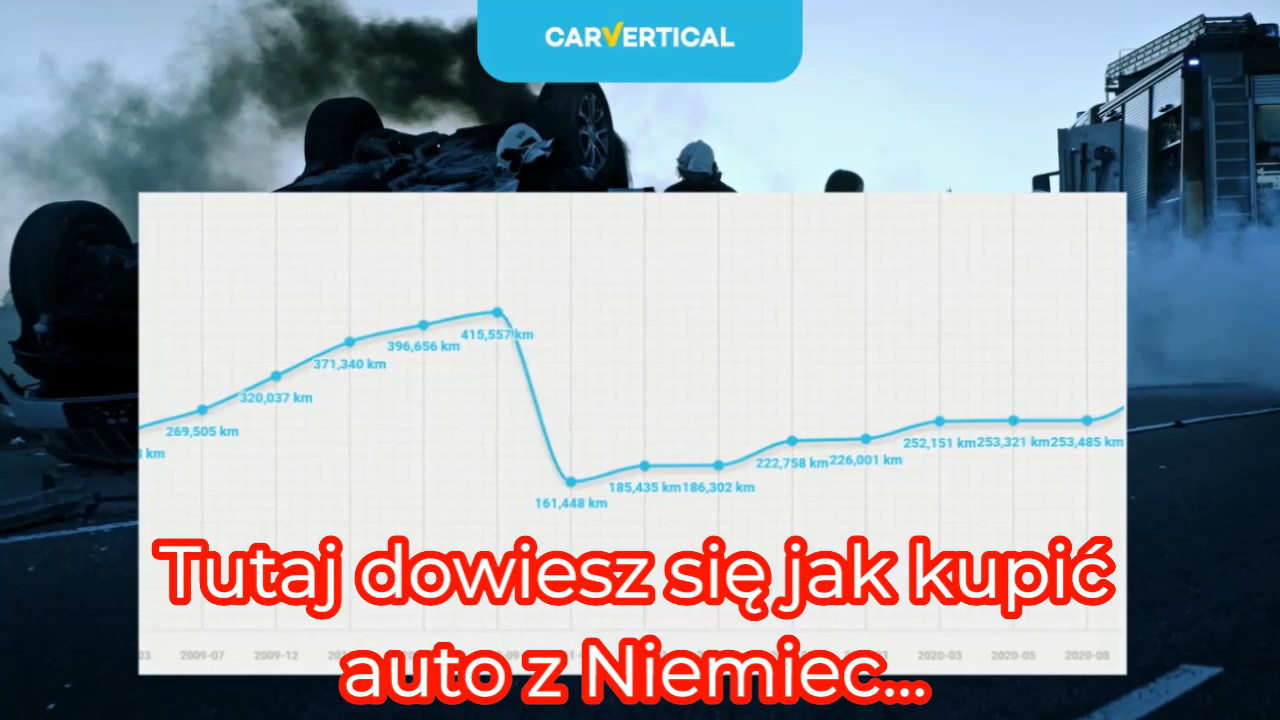 CARVERTICAL
415,557 km
396,656 km
371,340 km
320,037 km
269,505 km
km
252,151 km 253,321 km 253,485 km
222,758 km 226,001 km
185,435 km 186,302 km
161,448 km
Tutaj dowiesz się jak kupić
03 2009-07 2009-12 2020-03 2020-05 2020-08
auto z Niemiec...